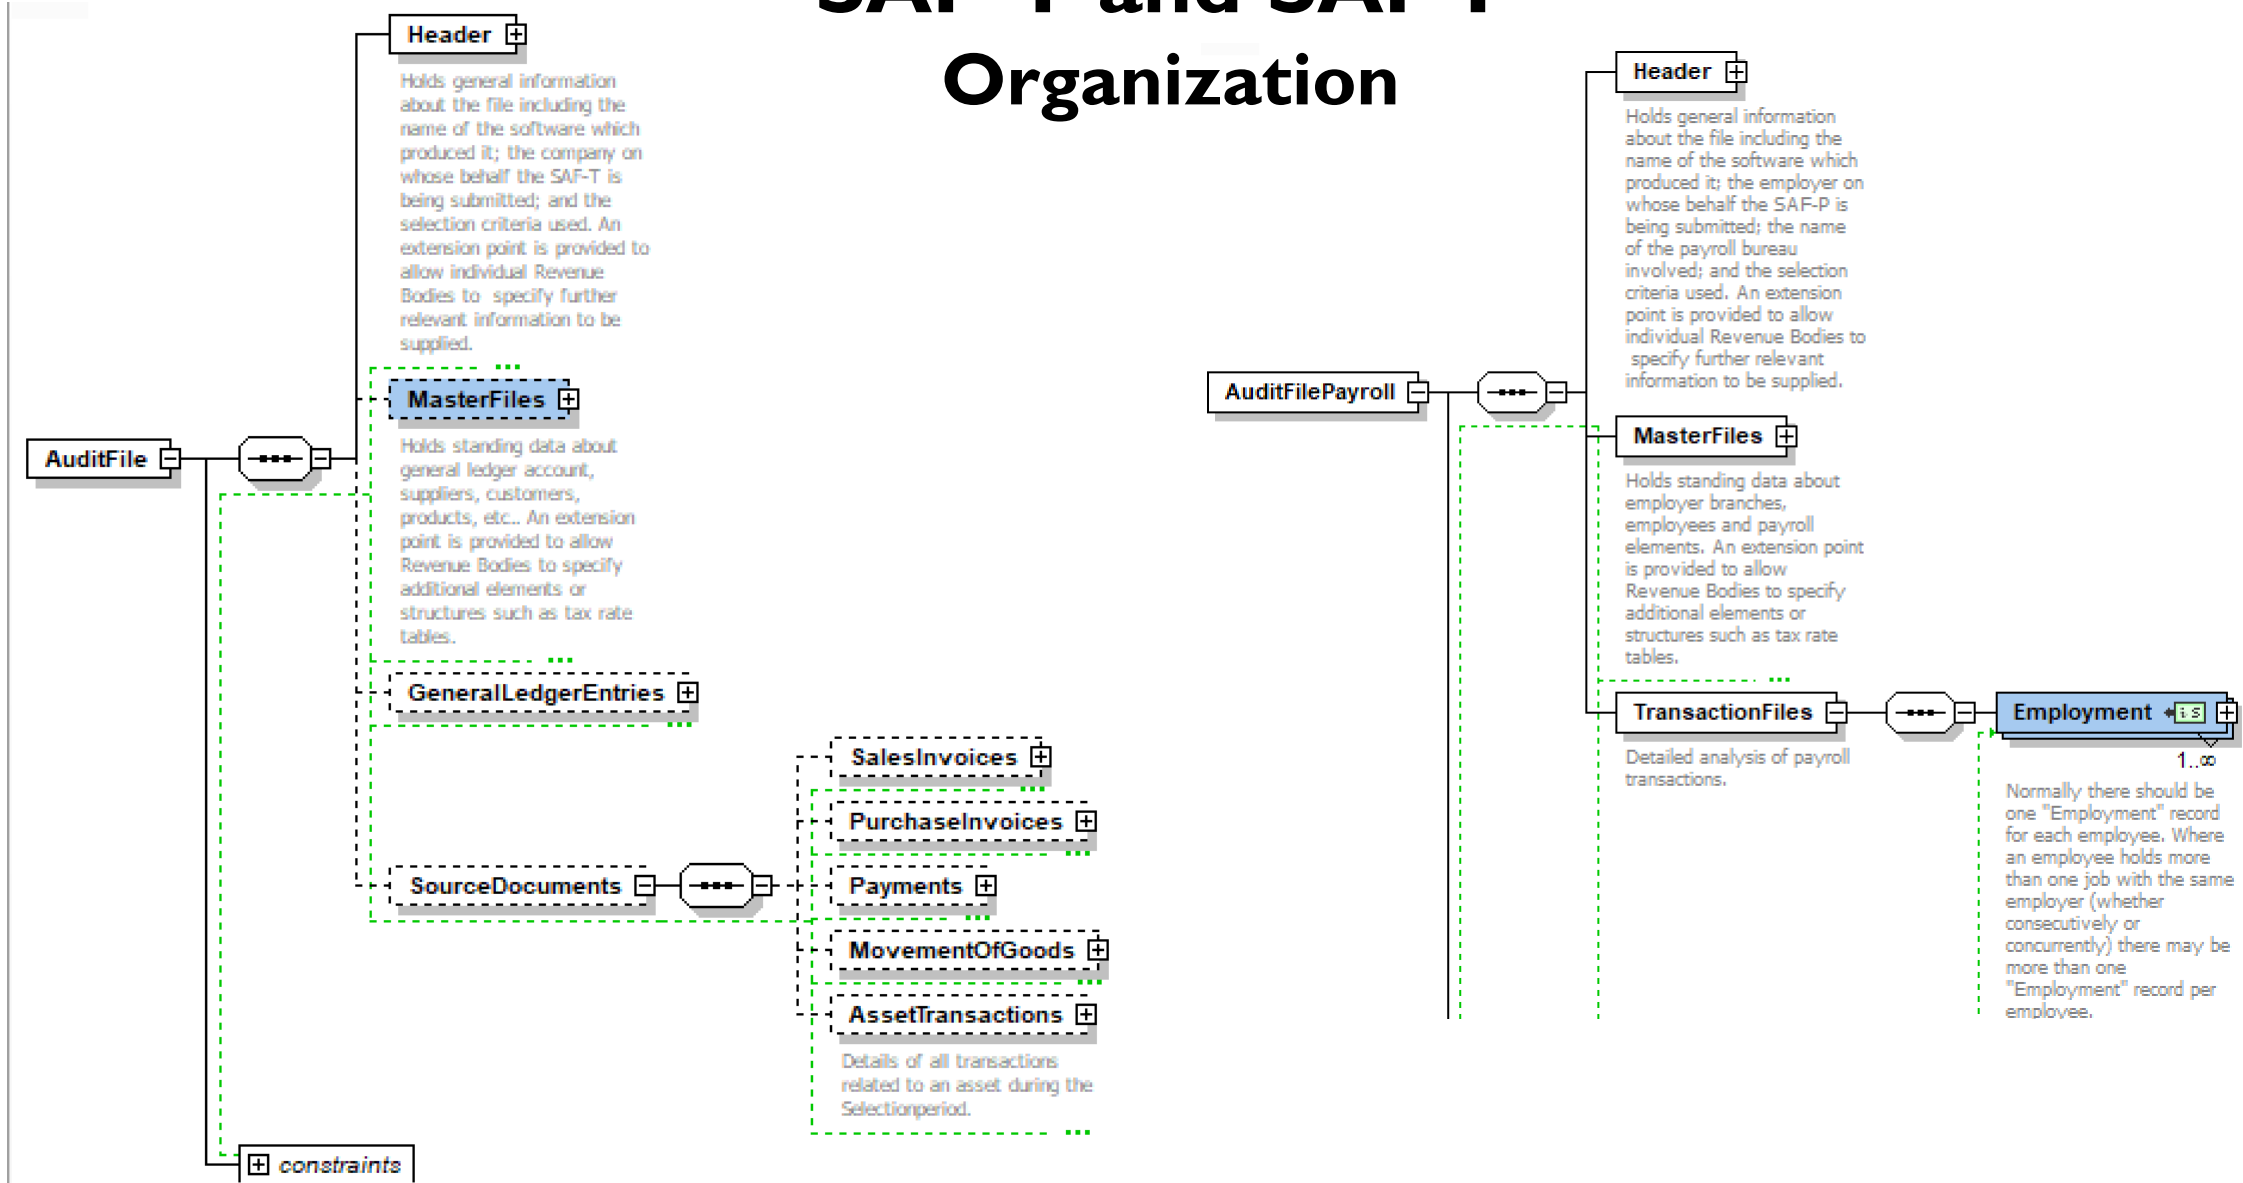 SAF-T and SAF-P
Organization
Header
Holds general information
about the file including the
name of the software which
produced it; the company on
whose behalf the SAF-T is
being submitted; and the
selection criteria used. An
extension point is provided to
allow individual Revenue
Bodies to specify further
relevant information to be
supplied.
MasterFiles
Holds standing data about
general ledger account,
suppliers, customers,
products, etc.. An extension
point is provided to allow
Revenue Bodies to specify
additional elements or
structures such as tax rate
tables.
AuditFile
GeneralLedgerEntries
SourceDocuments
SalesInvoices
PurchaseInvoices
Payments
MovementOfGoods
AssetTransactions
Details of all transactions
related to an asset during the
Selectionperiod.
constraints
AuditFilePayroll
Header
Holds general information
about the file including the
name of the software which
produced it; the employer on
whose behalf the SAF-P is
being submitted; the name
of the payroll bureau
involved; and the selection
criteria used. An extension
point is provided to allow
individual Revenue Bodies to
specify further relevant
information to be supplied.
MasterFiles
Holds standing data about
employer branches,
employees and payroll
elements. An extension point
is provided to allow
Revenue Bodies to specify
additional elements or
structures such as tax rate
tables.
TransactionFiles
Detailed analysis of payroll
transactions.
Employment is
1..∞
Normally there should be
one "Employment" record
for each employee. Where
an employee holds more
than one job with the same
employer (whether
consecutively or
concurrently) there may be
more than one
"Employment" record per
employee.